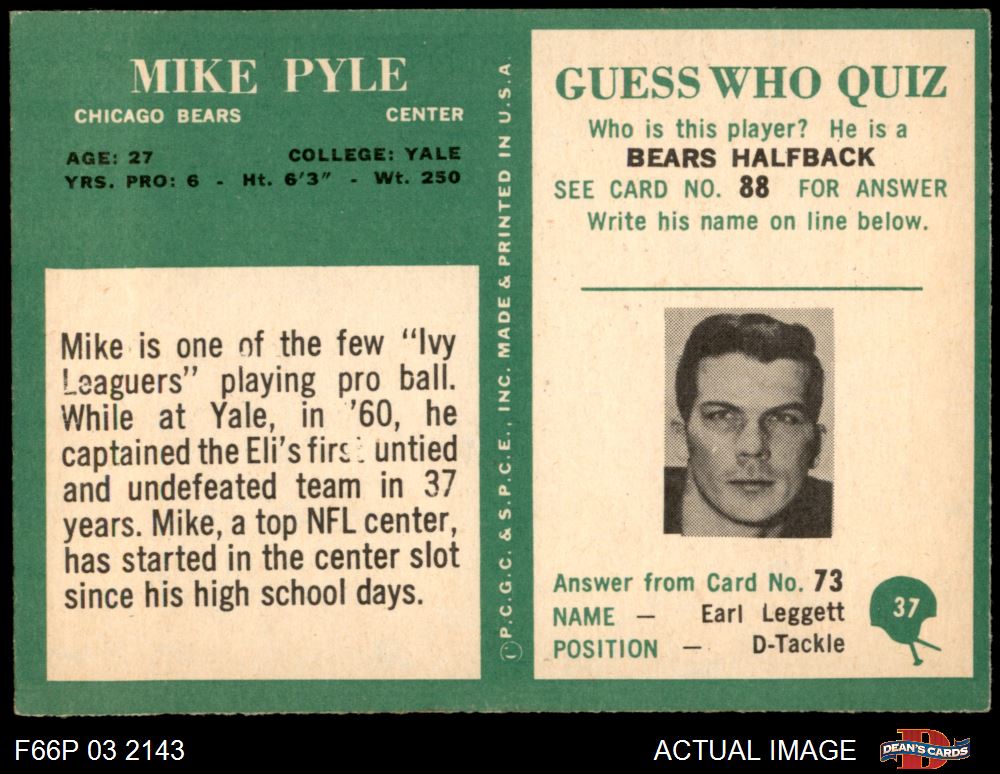 MIKE PYLE
CHICAGO BEARS CENTER
AGE: 27 COLLEGE: YALE
YRS. PRO: 6 - Ht. 6'3" - Wt. 250
Mike is one of the few "Ivy
Leaguers" playing pro ball.
While at Yale, in '60, he
captained the Eli's first untied
and undefeated team in 37
years. Mike, a top NFL center,
has started in the center slot
since his high school days.
© P.C.G.C. & S.P.C.E., INC. MADE & PRINTED IN U.S.A.
GUESS WHO QUIZ
Who is this player? He is a
BEARS HALFBACK
SEE CARD NO. 88 FOR ANSWER
Write his name on line below.
Answer from Card No. 73
NAME — Earl Leggett
POSITION — D-Tackle
37
F66P 03 2143
ACTUAL IMAGE
DEAN'S CARDS